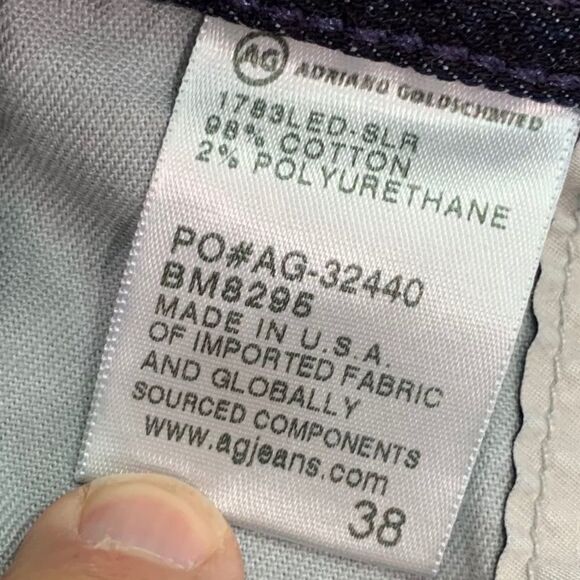 AG ADRIANO GOLDSCHMIED
1783LED-SLR
98% COTTON
2% POLYURETHANE
PO#AG-32440
BM8295
MADE IN U.S.A.
OF IMPORTED FABRIC
AND GLOBALLY
SOURCED COMPONENTS
www.agjeans.com
38